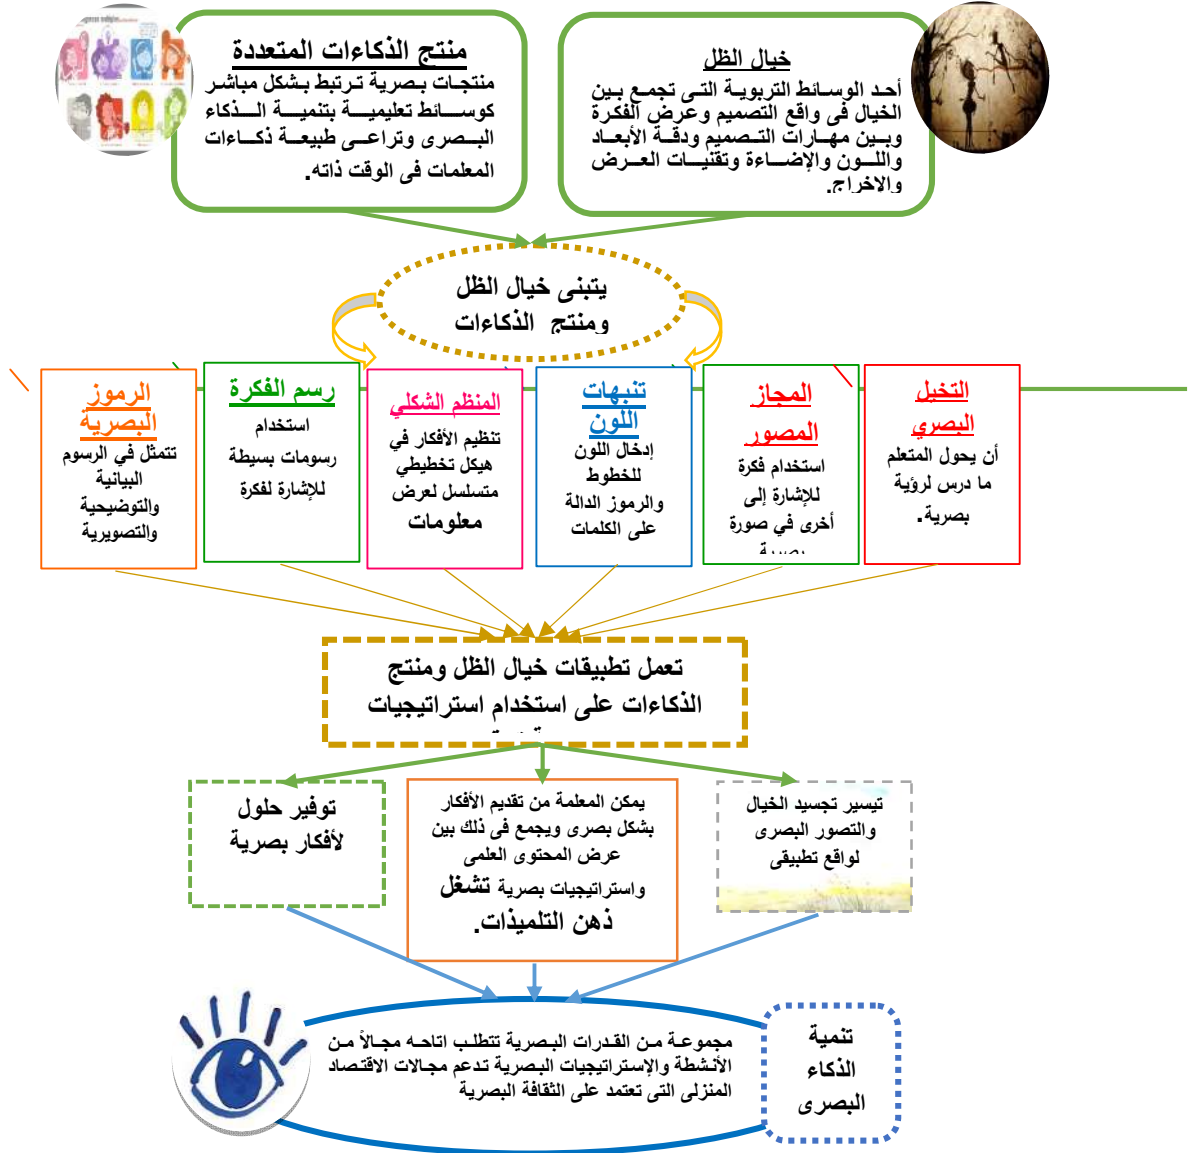 خيال الظل
أحد الوسائط التربوية التى تجمع بين
الخيال فى واقع التصميم وعرض الفكرة
وبين مهارات التصميم ودقة الأبعاد
واللون والإضاءة وتقنيات العرض
والاخراج.
منتج الذكاءات المتعددة
منتجات بصرية ترتبط بشكل مباشر
كوسائط تعليمية بتنمية الذكاء
البصرى وتراعى طبيعة ذكاءات
المعلمات فى الوقت ذاته.
يتبنى خيال الظل
ومنتج الذكاءات
التخيل
البصري
أن يحول المتعلم
ما درس لرؤية
بصرية.
المجاز
المصور
استخدام فكرة
للإشارة إلى
أخرى في صورة
تنبهات
اللون
إدخال اللون
للخطوط
والرموز الدالة
على الكلمات
المنظم الشكلي
تنظيم الأفكار في
هيكل تخطيطي
متسلسل لعرض
معلومات
رسم الفكرة
استخدام
رسومات بسيطة
للإشارة لفكرة
الرموز
البصرية
تتمثل في الرسوم
البيانية
والتوضيحية
والتصويرية
تعمل تطبيقات خيال الظل ومنتج
الذكاءات على استخدام استراتيجيات
تيسير تجسيد الخيال
والتصور البصرى
لواقع تطبيقى
يمكن المعلمة من تقديم الأفكار
بشكل بصرى ويجمع فى ذلك بين
عرض المحتوى العلمى
واستراتيجيات بصرية تشغل
ذهن التلميذات.
توفير حلول
لأفكار بصرية
تنمية
الذكاء
البصرى
مجموعة من القدرات البصرية تتطلب اتاحه مجالاً من
الأنشطة والإستراتيجيات البصرية تدعم مجالات الاقتصاد
المنزلى التى تعتمد على الثقافة البصرية